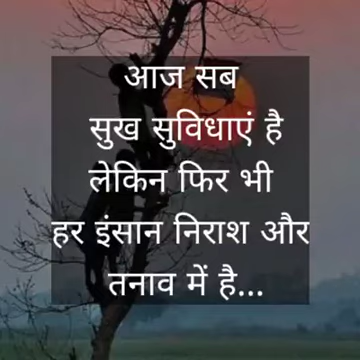 आज सब
सुख सुविधाएं है
लेकिन फिर भी
हर इंसान निराश और
तनाव में है...